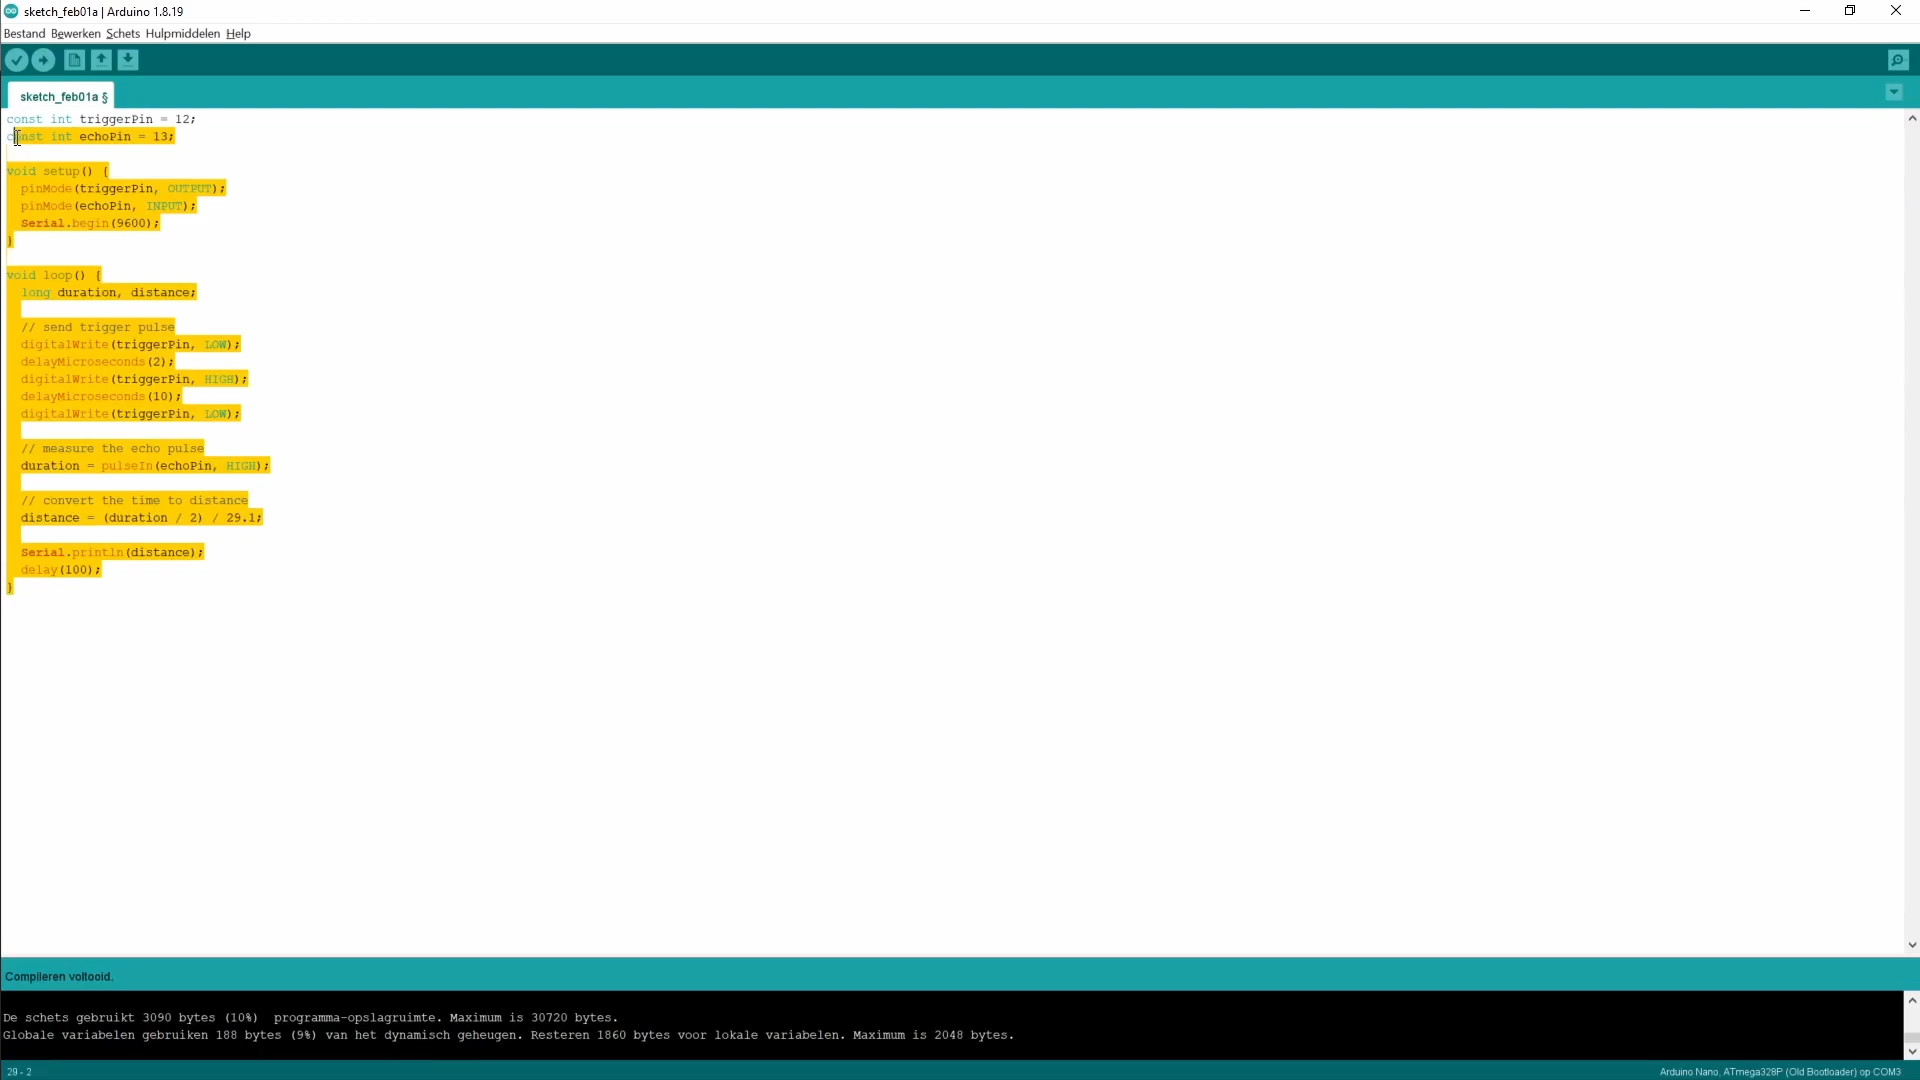 sketch_feb01a | Arduino 1.8.19
Bestand Bewerken Schets Hulpmiddelen Help
sketch_feb01a §
const int triggerPin = 12;
const int echoPin = 13;
void setup() {
pinMode(triggerPin, OUTPUT);
pinMode(echoPin, INPUT);
Serial.begin(9600);
}
void loop() {
long duration, distance;
// send trigger pulse
digitalWrite(triggerPin, LOW);
delayMicroseconds(2);
digitalWrite(triggerPin, HIGH);
delayMicroseconds(10);
digitalWrite(triggerPin, LOW);
// measure the echo pulse
duration = pulseIn(echoPin, HIGH);
// convert the time to distance
distance = (duration / 2) / 29.1;
Serial.println(distance);
delay(100);
}
Compileren voltooid.
De schets gebruikt 3090 bytes (10%)  programma-opslagruimte. Maximum is 30720 bytes.
Globale variabelen gebruiken 188 bytes (9%) van het dynamisch geheugen. Resteren 1860 bytes voor lokale variabelen. Maximum is 2048 bytes.
29 - 2
Arduino Nano, ATmega328P (Old Bootloader) op COM3